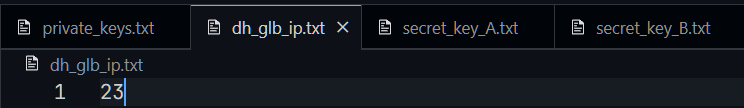 private_keys.txt dh_glb_ip.txt × secret_key_A.txt secret_key_B.txt
dh_glb_ip.txt
1 23